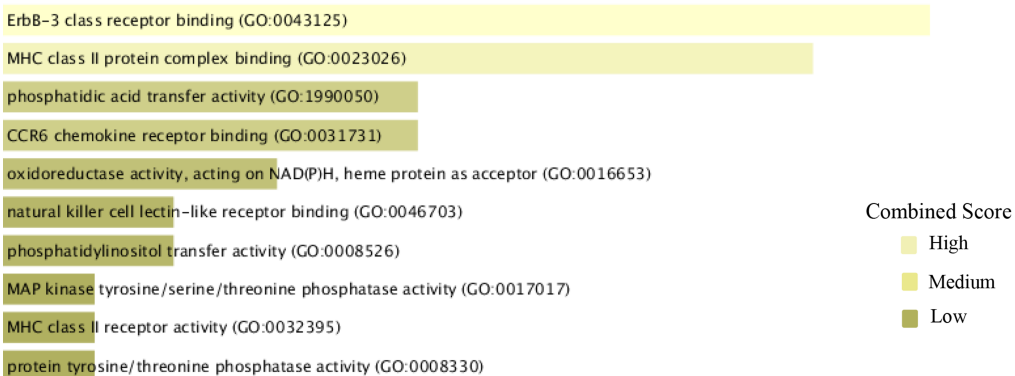 ErbB-3 class receptor binding (GO:0043125)
MHC class II protein complex binding (GO:0023026)
phosphatidic acid transfer activity (GO:1990050)
CCR6 chemokine receptor binding (GO:0031731)
oxidoreductase activity, acting on NAD(P)H, heme protein as acceptor (GO:0016653)
natural killer cell lectin-like receptor binding (GO:0046703)
phosphatidylinositol transfer activity (GO:0008526)
MAP kinase tyrosine/serine/threonine phosphatase activity (GO:0017017)
MHC class II receptor activity (GO:0032395)
protein tyrosine/threonine phosphatase activity (GO:0008330)
Combined Score
High
Medium
Low